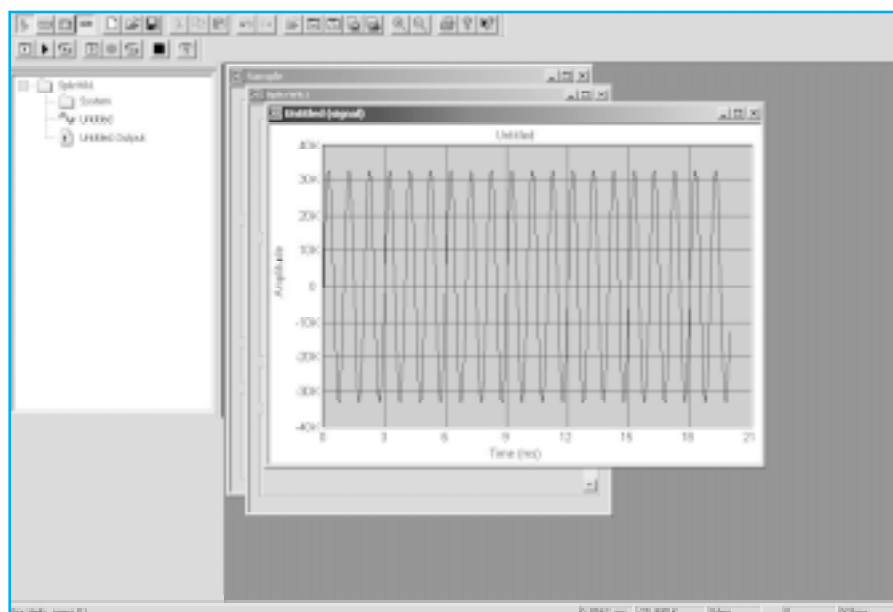 Sample
System
Untitled
Untitled Output
Untitled (signal)
Untitled
Amplitude
40K
30K
20K
10K
0
-10K
-20K
-30K
-40K
0 3 6 9 12 15 18 21
Time (ms)